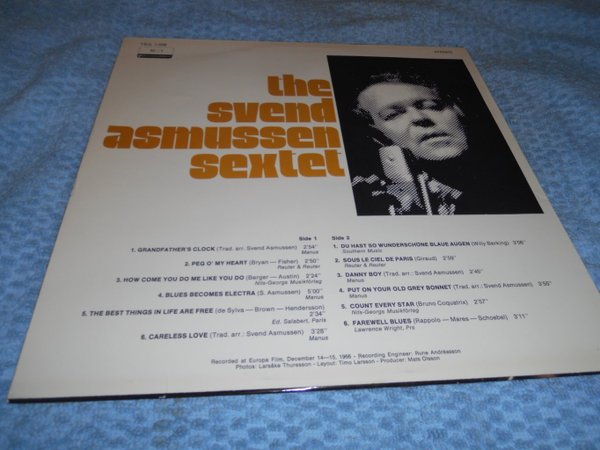 STEREO
the
svend
asmussen
sextet
Side 1
1. GRANDFATHER'S CLOCK (Trad. arr.: Svend Asmussen) 2'54"
Manus
2. PEG O' MY HEART (Bryan — Fisher) 2'50"
Reuter & Reuter
3. HOW COME YOU DO ME LIKE YOU DO (Berger — Austin) 2'24"
Nils-Georgs Musikförlag
4. BLUES BECOMES ELECTRA (S. Asmussen) 5'00"
Manus
5. THE BEST THINGS IN LIFE ARE FREE (de Sylva — Brown — Hendersson)
2'34"
Ed. Salabert, Paris
6. CARELESS LOVE (Trad. arr.: Svend Asmussen) 3'28"
Manus
Side 2
1. DU HAST SO WUNDERSCHÖNE BLAUE AUGEN (Willy Berking) 3'06"
Southern Music
2. SOUS LE CIEL DE PARIS (Giraud) 2'59"
Reuter & Reuter
3. DANNY BOY (Trad. arr.: Svend Asmussen) 2'45"
Manus
4. PUT ON YOUR OLD GREY BONNET (Trad. arr.: Svend Asmussen) 3'55"
Manus
5. COUNT EVERY STAR (Bruno Coquatrix) 2'57"
Nils-Georgs Musikförlag
6. FAREWELL BLUES (Rappolo — Mares — Schoebel) 3'11"
Lawrence Wright, Prs
Recorded at Europa Film, December 14—15, 1966 - Recording Engineer: Rune Andréasson
Photos: Larsåke Thuresson - Layout: Timo Larsson - Producer: Mats Olsson